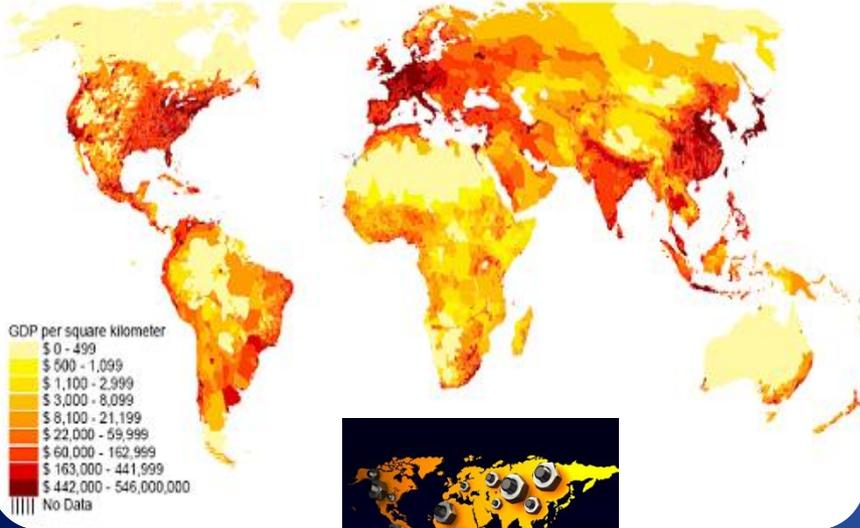 GDP per square kilometer
$ 0 - 499
$ 500 - 1,099
$ 1,100 - 2,999
$ 3,000 - 8,099
$ 8,100 - 21,199
$ 22,000 - 59,999
$ 60,000 - 162,999
$ 163,000 - 441,999
$ 442,000 - 546,000,000
No Data